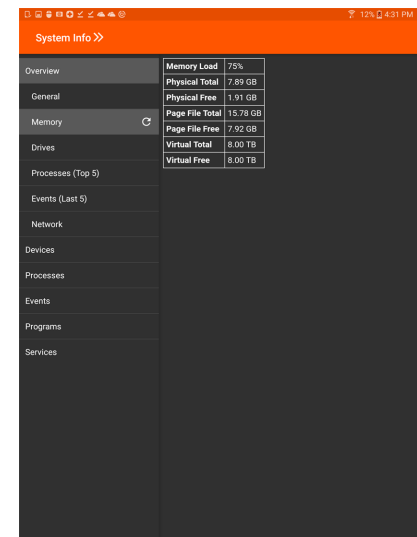 12% 4:31 PM
System Info
Overview
General
Memory
Drives
Processes (Top 5)
Events (Last 5)
Network
Devices
Processes
Events
Programs
Services
Memory Load 75%
Physical Total 7.89 GB
Physical Free 1.91 GB
Page File Total 15.78 GB
Page File Free 7.92 GB
Virtual Total 8.00 TB
Virtual Free 8.00 TB